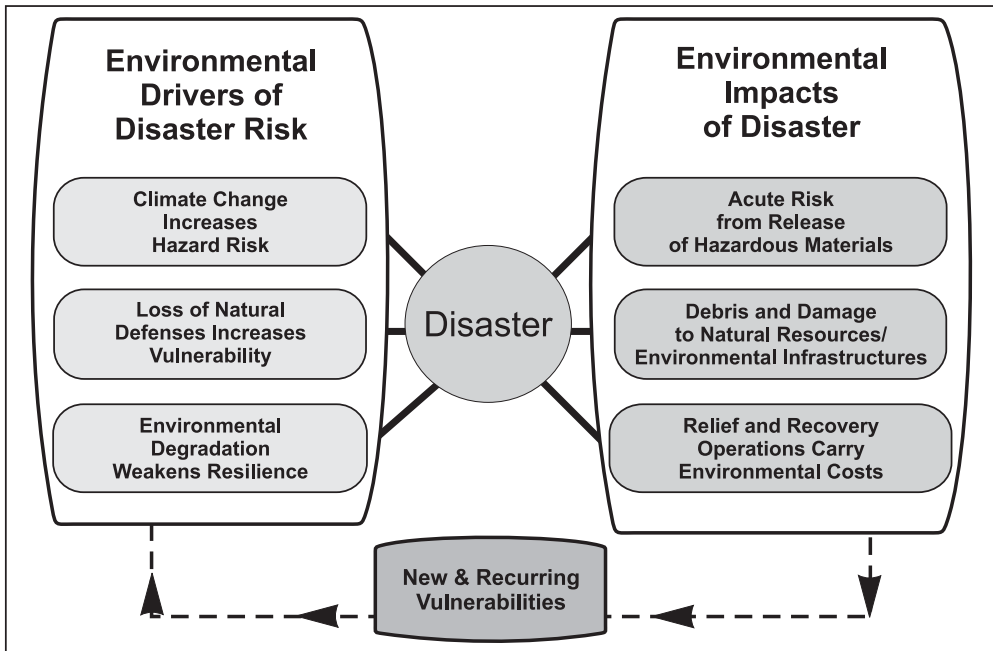 Environmental
Drivers of
Disaster Risk
Climate Change
Increases
Hazard Risk
Loss of Natural
Defenses Increases
Vulnerability
Environmental
Degradation
Weakens Resilience
Disaster
Environmental
Impacts
of Disaster
Acute Risk
from Release
of Hazardous Materials
Debris and Damage
to Natural Resources/
Environmental Infrastructures
Relief and Recovery
Operations Carry
Environmental Costs
New & Recurring
Vulnerabilities